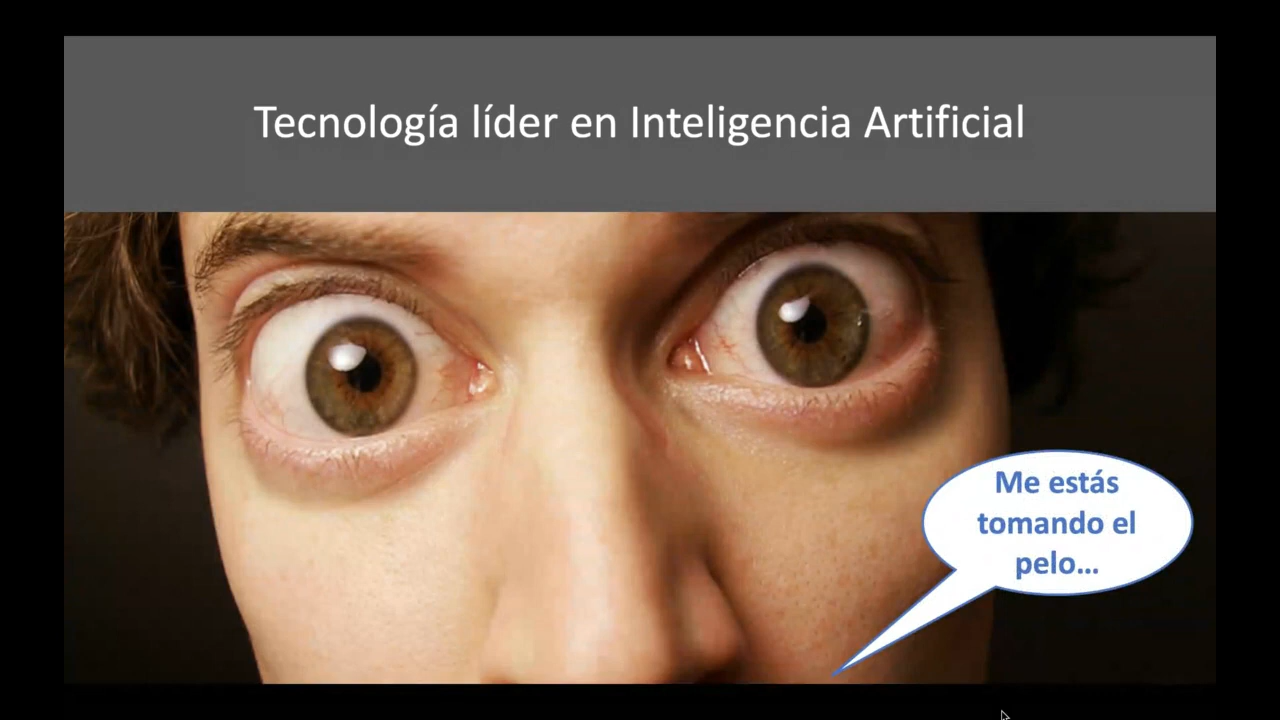 Tecnología líder en Inteligencia Artificial
Me estás
tomando el
pelo...